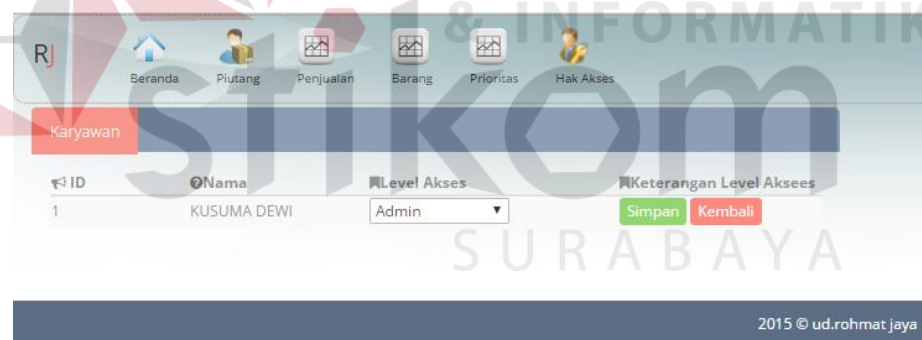 & INFORMATIK
RJ
Beranda Piutang Penjualan Barang Prioritas Hak Akses
stikom
Karyawan
ID Nama Level Akses Keterangan Level Aksees
1 KUSUMA DEWI Admin Simpan Kembali
SURABAYA
2015 © ud.rohmat jaya